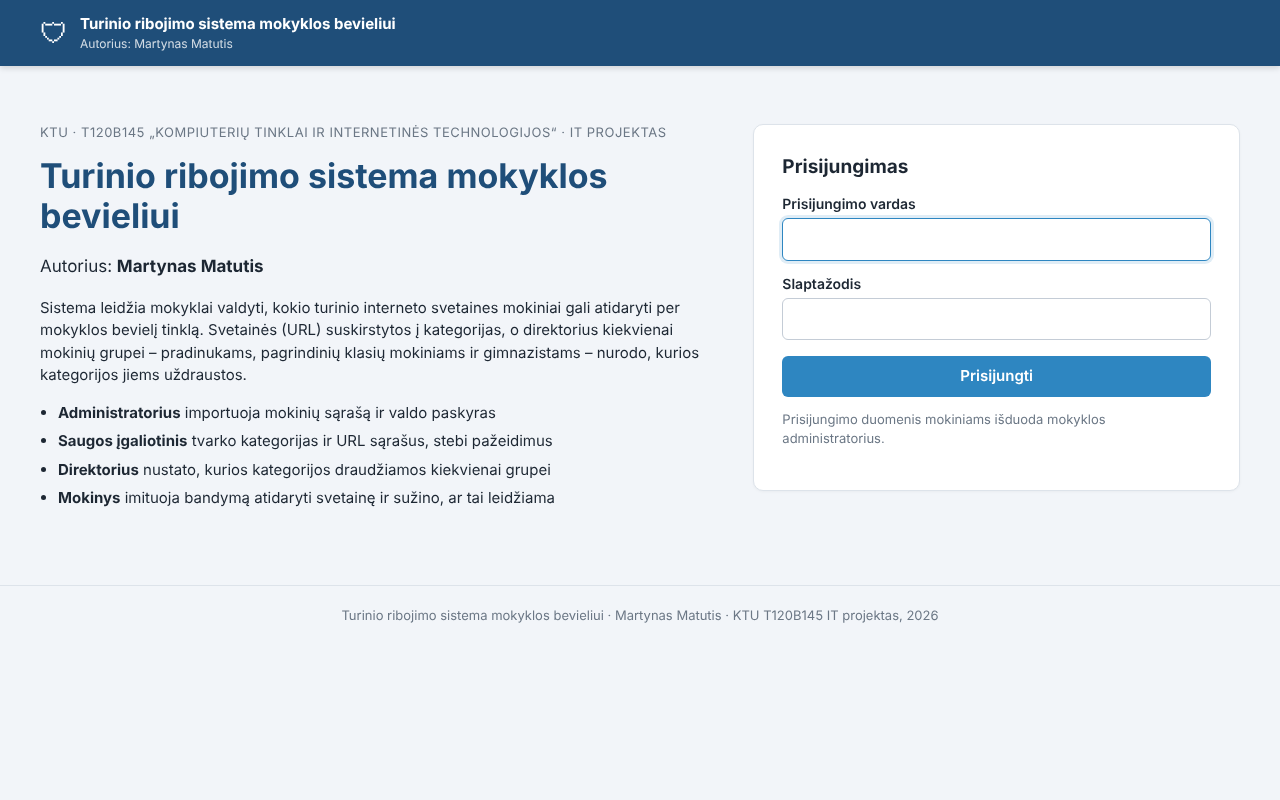 Turinio ribojimo sistema mokyklos bevieliui
Autorius: Martynas Matutis
KTU · T120B145 „KOMPIUTERIŲ TINKLAI IR INTERNETINĖS TECHNOLOGIJOS“ · IT PROJEKTAS
Turinio ribojimo sistema mokyklos
bevieliui
Autorius: Martynas Matutis
Sistema leidžia mokyklai valdyti, kokio turinio interneto svetaines mokiniai gali atidaryti per
mokyklos bevielį tinklą. Svetainės (URL) suskirstytos į kategorijas, o direktorius kiekvienai
mokinių grupei – pradinukams, pagrindinių klasių mokiniams ir gimnazistams – nurodo, kurios
kategorijos jiems uždraustos.
• Administratorius importuoja mokinių sąrašą ir valdo paskyras
• Saugos įgaliotinis tvarko kategorijas ir URL sąrašus, stebi pažeidimus
• Direktorius nustato, kurios kategorijos draudžiamos kiekvienai grupei
• Mokinys imituoja bandymą atidaryti svetainę ir sužino, ar tai leidžiama
Prisijungimas
Prisijungimo vardas
Slaptažodis
Prisijungti
Prisijungimo duomenis mokiniams išduoda mokyklos
administratorius.
Turinio ribojimo sistema mokyklos bevieliui · Martynas Matutis · KTU T120B145 IT projektas, 2026